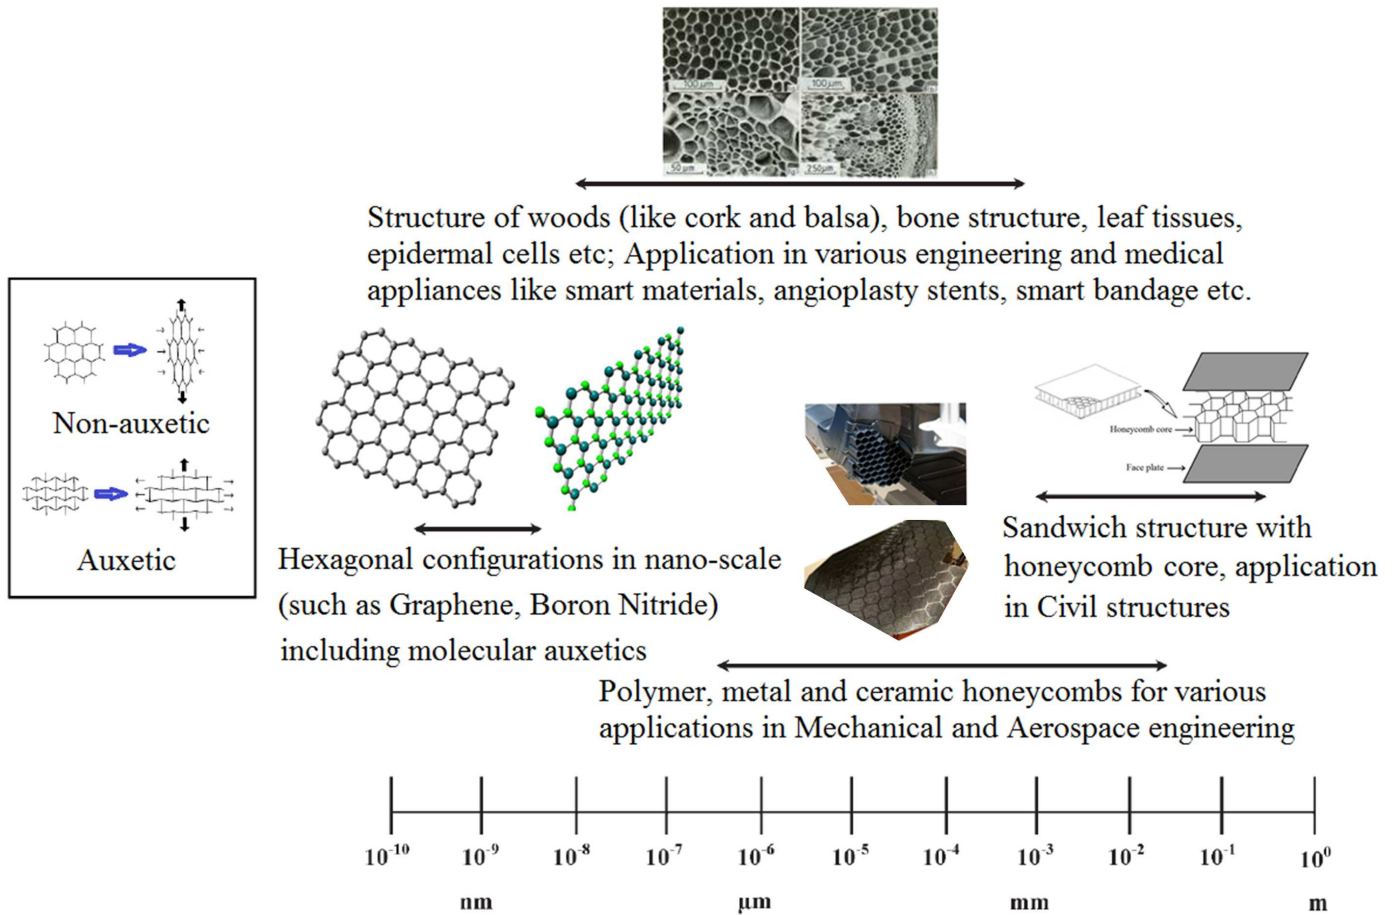 100μm
100μm
50μm
250μm
Structure of woods (like cork and balsa), bone structure, leaf tissues,
epidermal cells etc; Application in various engineering and medical
appliances like smart materials, angioplasty stents, smart bandage etc.
Non-auxetic
Auxetic
Hexagonal configurations in nano-scale
(such as Graphene, Boron Nitride)
including molecular auxetics
Honeycomb core
Face plate
Sandwich structure with
honeycomb core, application
in Civil structures
Polymer, metal and ceramic honeycombs for various
applications in Mechanical and Aerospace engineering
10⁻¹⁰ 10⁻⁹ 10⁻⁸ 10⁻⁷ 10⁻⁶ 10⁻⁵ 10⁻⁴ 10⁻³ 10⁻² 10⁻¹ 10⁰
nm μm mm m